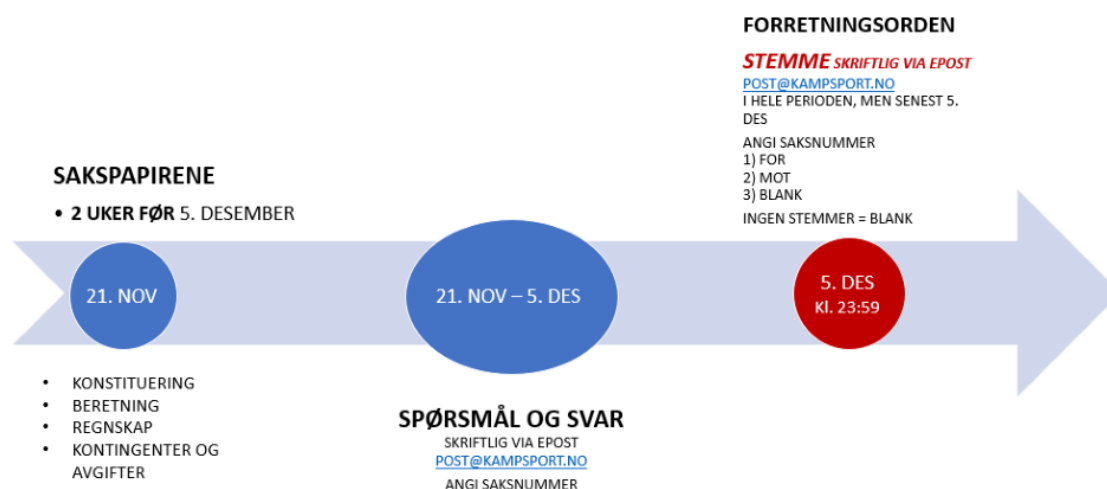 SAKSPAPIRENE
• 2 UKER FØR 5. DESEMBER
21. NOV
• KONSTITUERING
• BERETNING
• REGNSKAP
• KONTINGENTER OG
AVGIFTER
21. NOV – 5. DES
SPØRSMÅL OG SVAR
SKRIFTLIG VIA EPOST
POST@KAMPSPORT.NO
ANGI SAKSNUMMER
FORRETNINGSORDEN
STEMME SKRIFTLIG VIA EPOST
POST@KAMPSPORT.NO
I HELE PERIODEN, MEN SENEST 5.
DES
ANGI SAKSNUMMER
1) FOR
2) MOT
3) BLANK
INGEN STEMMER = BLANK
5. DES
Kl. 23:59